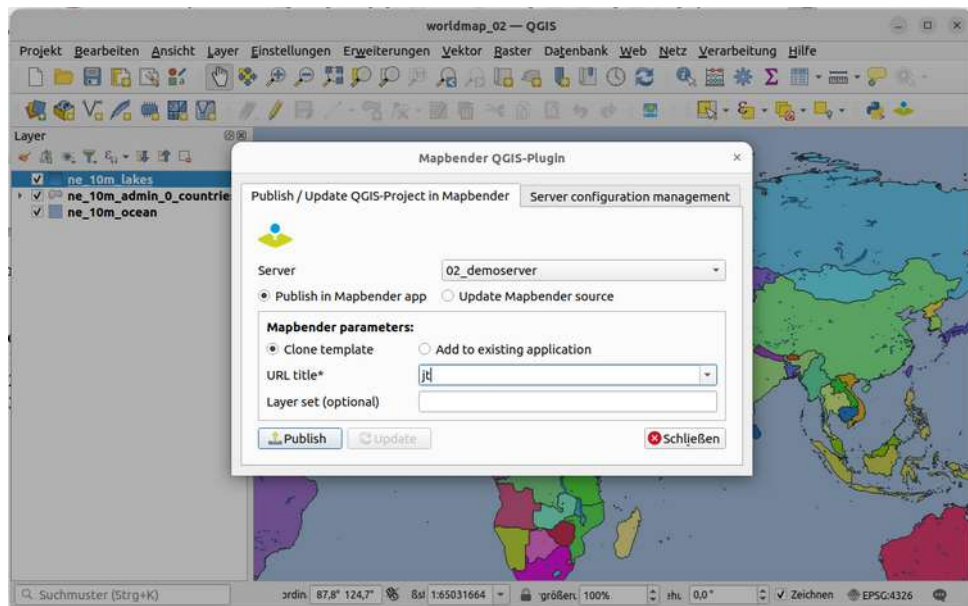 worldmap_02 — QGIS
Projekt Bearbeiten Ansicht Layer Einstellungen Erweiterungen Vektor Raster Datenbank Web Netz Verarbeitung Hilfe
Layer
ne_10m_lakes
ne_10m_admin_0_countrie
ne_10m_ocean
Mapbender QGIS-Plugin
Publish / Update QGIS-Project in Mapbender Server configuration management
Server 02_demoserver
Publish in Mapbender app Update Mapbender source
Mapbender parameters:
Clone template Add to existing application
URL title* jt
Layer set (optional)
Publish Update Schließen
Suchmuster (Strg+K) ordin 87,8° 124,7° 1:65031664 größen 100% 0,0° Zeichnen EPSG:4326